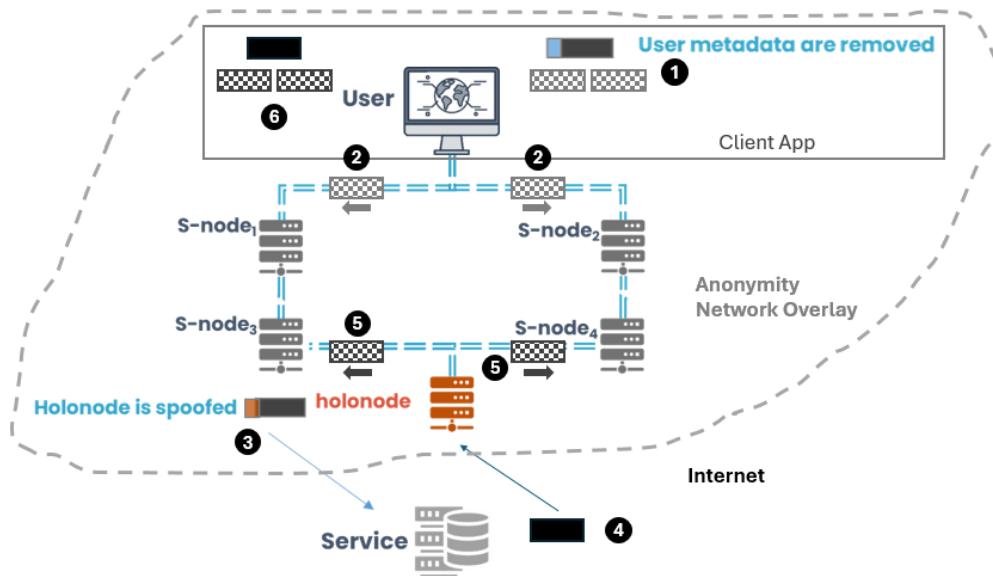 User metadata are removed
1
User
6
Client App
2
2
S-node1
S-node2
Anonymity
Network Overlay
S-node3
5
S-node4
5
Holonode is spoofed
holonode
3
Internet
Service
4